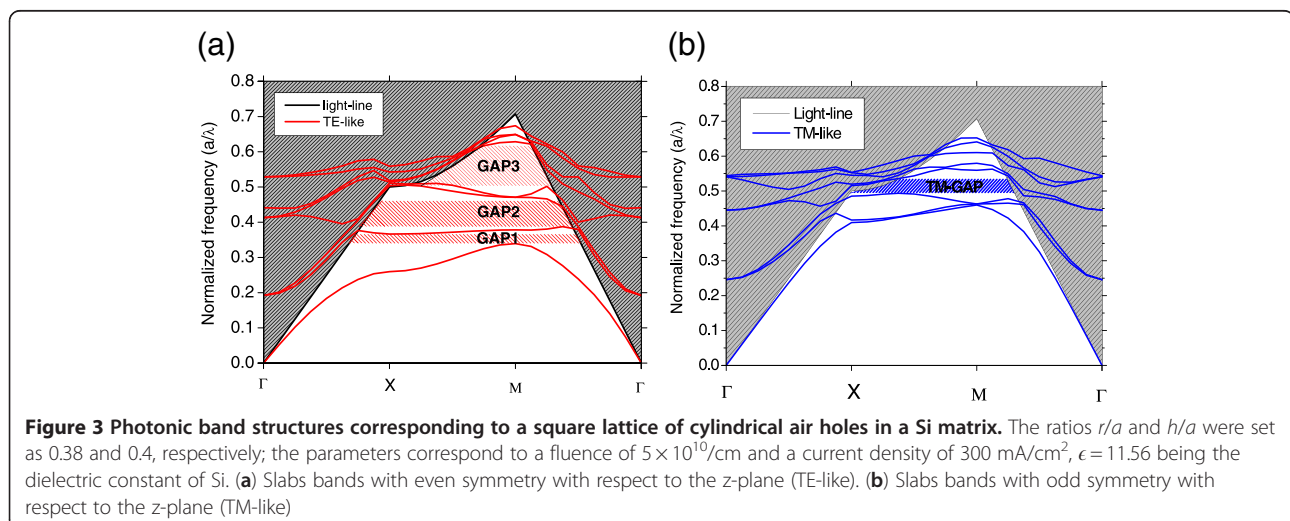 (a)
(b)
Normalized frequency (a/λ)
0.8
0.7
0.6
0.5
0.4
0.3
0.2
0.1
0.0
light-line
TE-like
GAP3
GAP2
GAP1
Γ X M Γ
Normalized frequency (a/λ)
0.8
0.7
0.6
0.5
0.4
0.3
0.2
0.1
0.0
Light-line
TM-like
TM-GAP
Γ X M Γ
Figure 3 Photonic band structures corresponding to a square lattice of cylindrical air holes in a Si matrix. The ratios r/a and h/a were set
as 0.38 and 0.4, respectively; the parameters correspond to a fluence of 5 × 10¹⁰/cm and a current density of 300 mA/cm², ϵ = 11.56 being the
dielectric constant of Si. (a) Slabs bands with even symmetry with respect to the z-plane (TE-like). (b) Slabs bands with odd symmetry with
respect to the z-plane (TM-like)